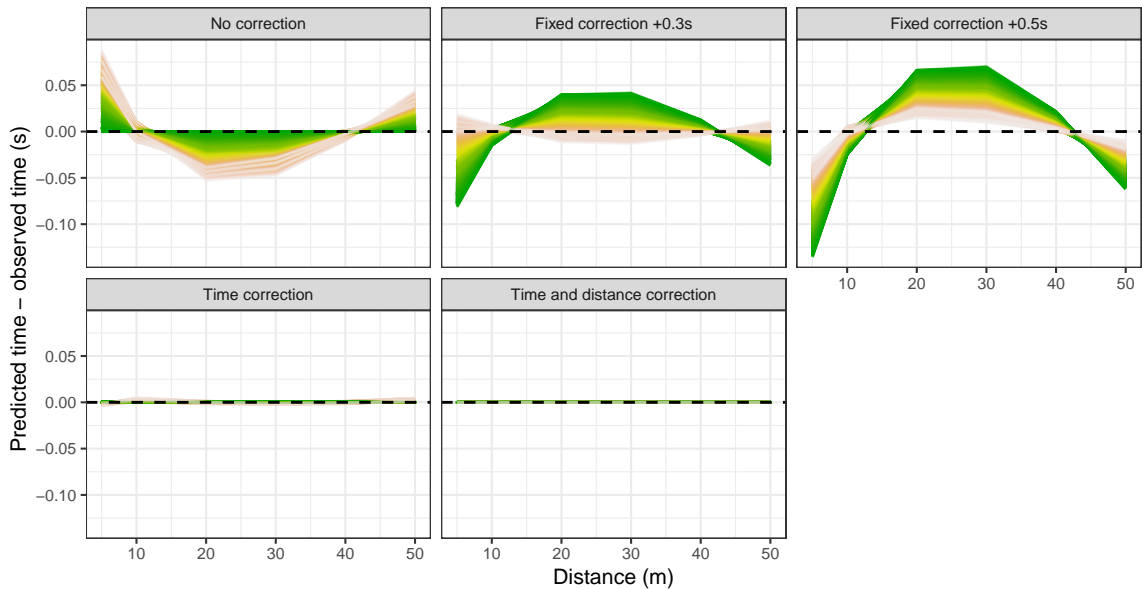 No correction
Fixed correction +0.3s
Fixed correction +0.5s
0.05
0.00
−0.05
−0.10
10 20 30 40 50
Time correction
Time and distance correction
0.05
0.00
−0.05
−0.10
10 20 30 40 50
10 20 30 40 50
Distance (m)
Predicted time − observed time (s)